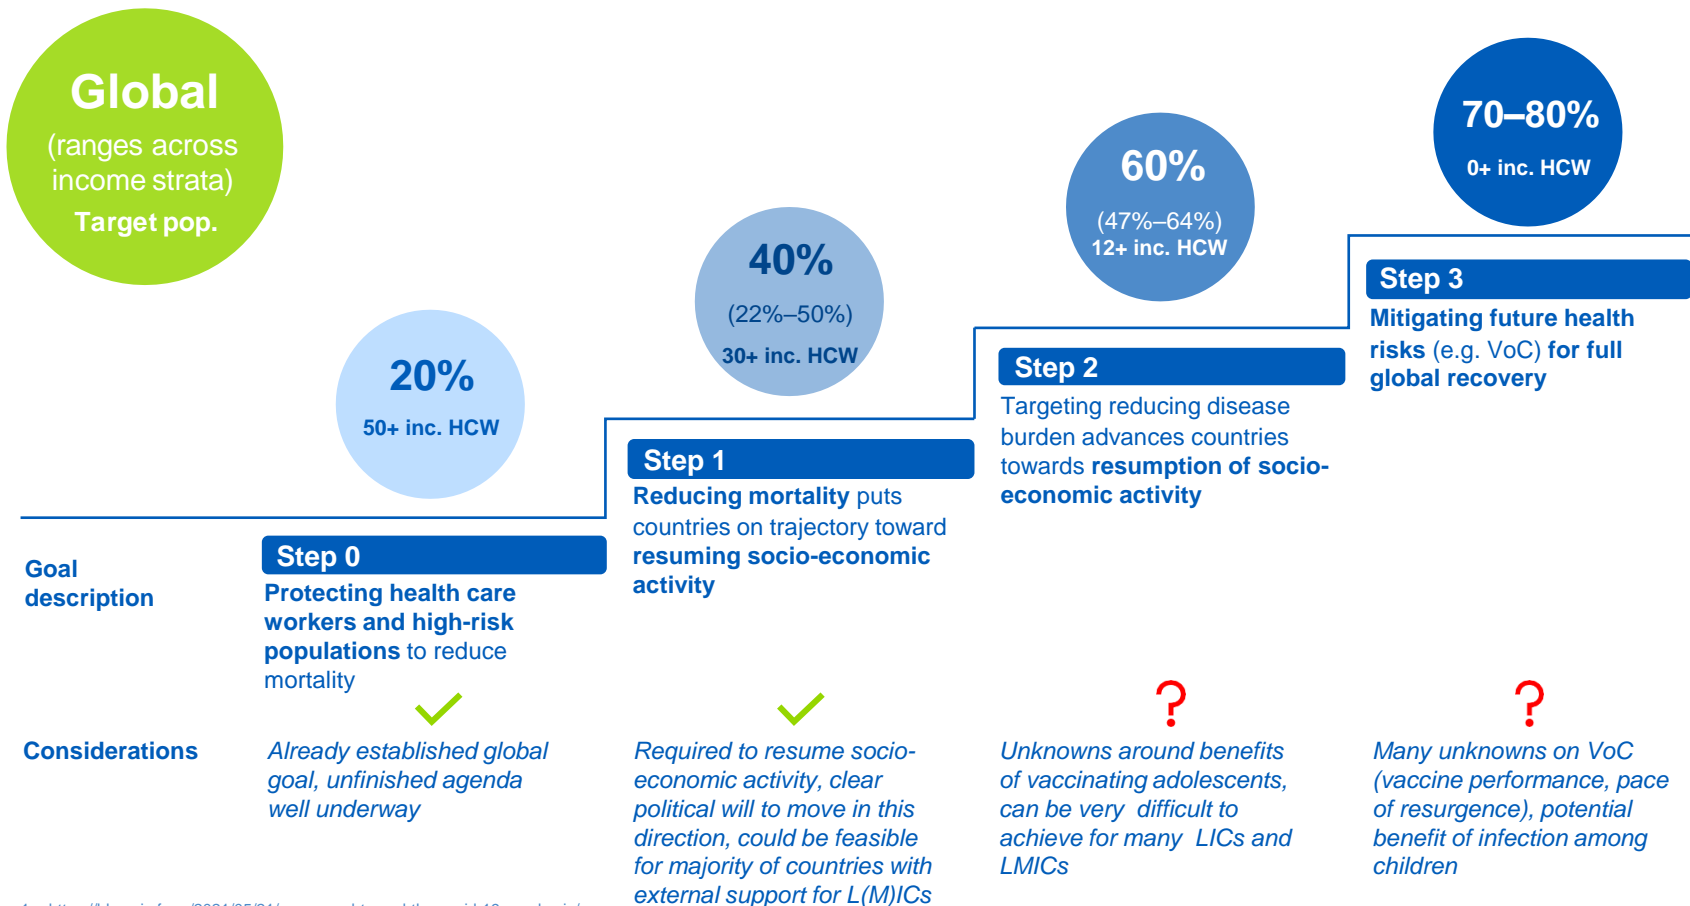 Global
(ranges across
income strata)
Target pop.
20%
50+ inc. HCW
40%
(22%–50%)
30+ inc. HCW
60%
(47%–64%)
12+ inc. HCW
70–80%
0+ inc. HCW
Goal
description
Step 0
Protecting health care
workers and high-risk
populations to reduce
mortality
Step 1
Reducing mortality puts
countries on trajectory toward
resuming socio-economic
activity
Step 2
Targeting reducing disease
burden advances countries
towards resumption of socio-
economic activity
Step 3
Mitigating future health
risks (e.g. VoC) for full
global recovery
?
?
Considerations
Already established global
goal, unfinished agenda
well underway
Required to resume socio-
economic activity, clear
political will to move in this
direction, could be feasible
for majority of countries with
external support for L(M)ICs
Unknowns around benefits
of vaccinating adolescents,
can be very difficult to
achieve for many LICs and
LMICs
Many unknowns on VoC
(vaccine performance, pace
of resurgence), potential
benefit of infection among
children